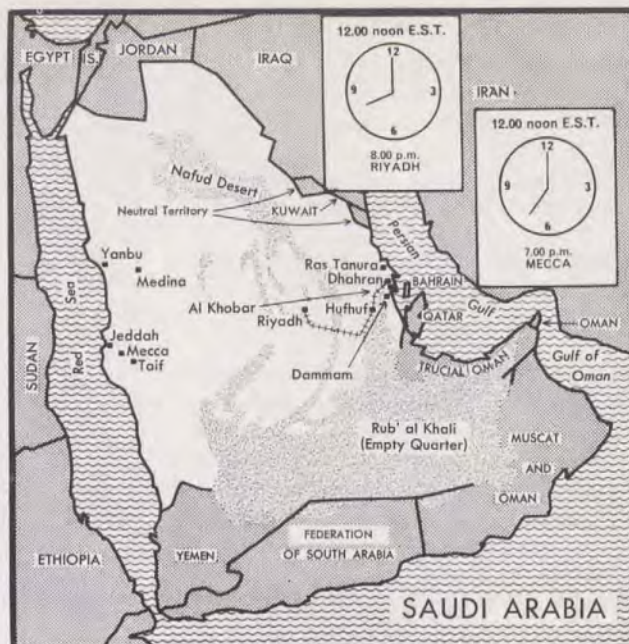 12.00 noon E.S.T.
12
9
3
6
8.00 p.m.
RIYADH
12.00 noon E.S.T.
12
9
3
6
7.00 p.m.
MECCA
EGYPT
IS.
JORDAN
IRAQ
IRAN
Nafud Desert
Neutral Territory
KUWAIT
Persian
Gulf
Yanbu
Medina
Ras Tanura
Dhahran
BAHRAIN
Al Khobar
Riyadh
Hufhuf
QATAR
OMAN
Dammam
TRUCIAL OMAN
Gulf of
Oman
Red
Sea
Jeddah
Mecca
Taif
SUDAN
Rub' al Khali
(Empty Quarter)
MUSCAT
AND
OMAN
ETHIOPIA
YEMEN
FEDERATION
OF SOUTH ARABIA
SAUDI ARABIA